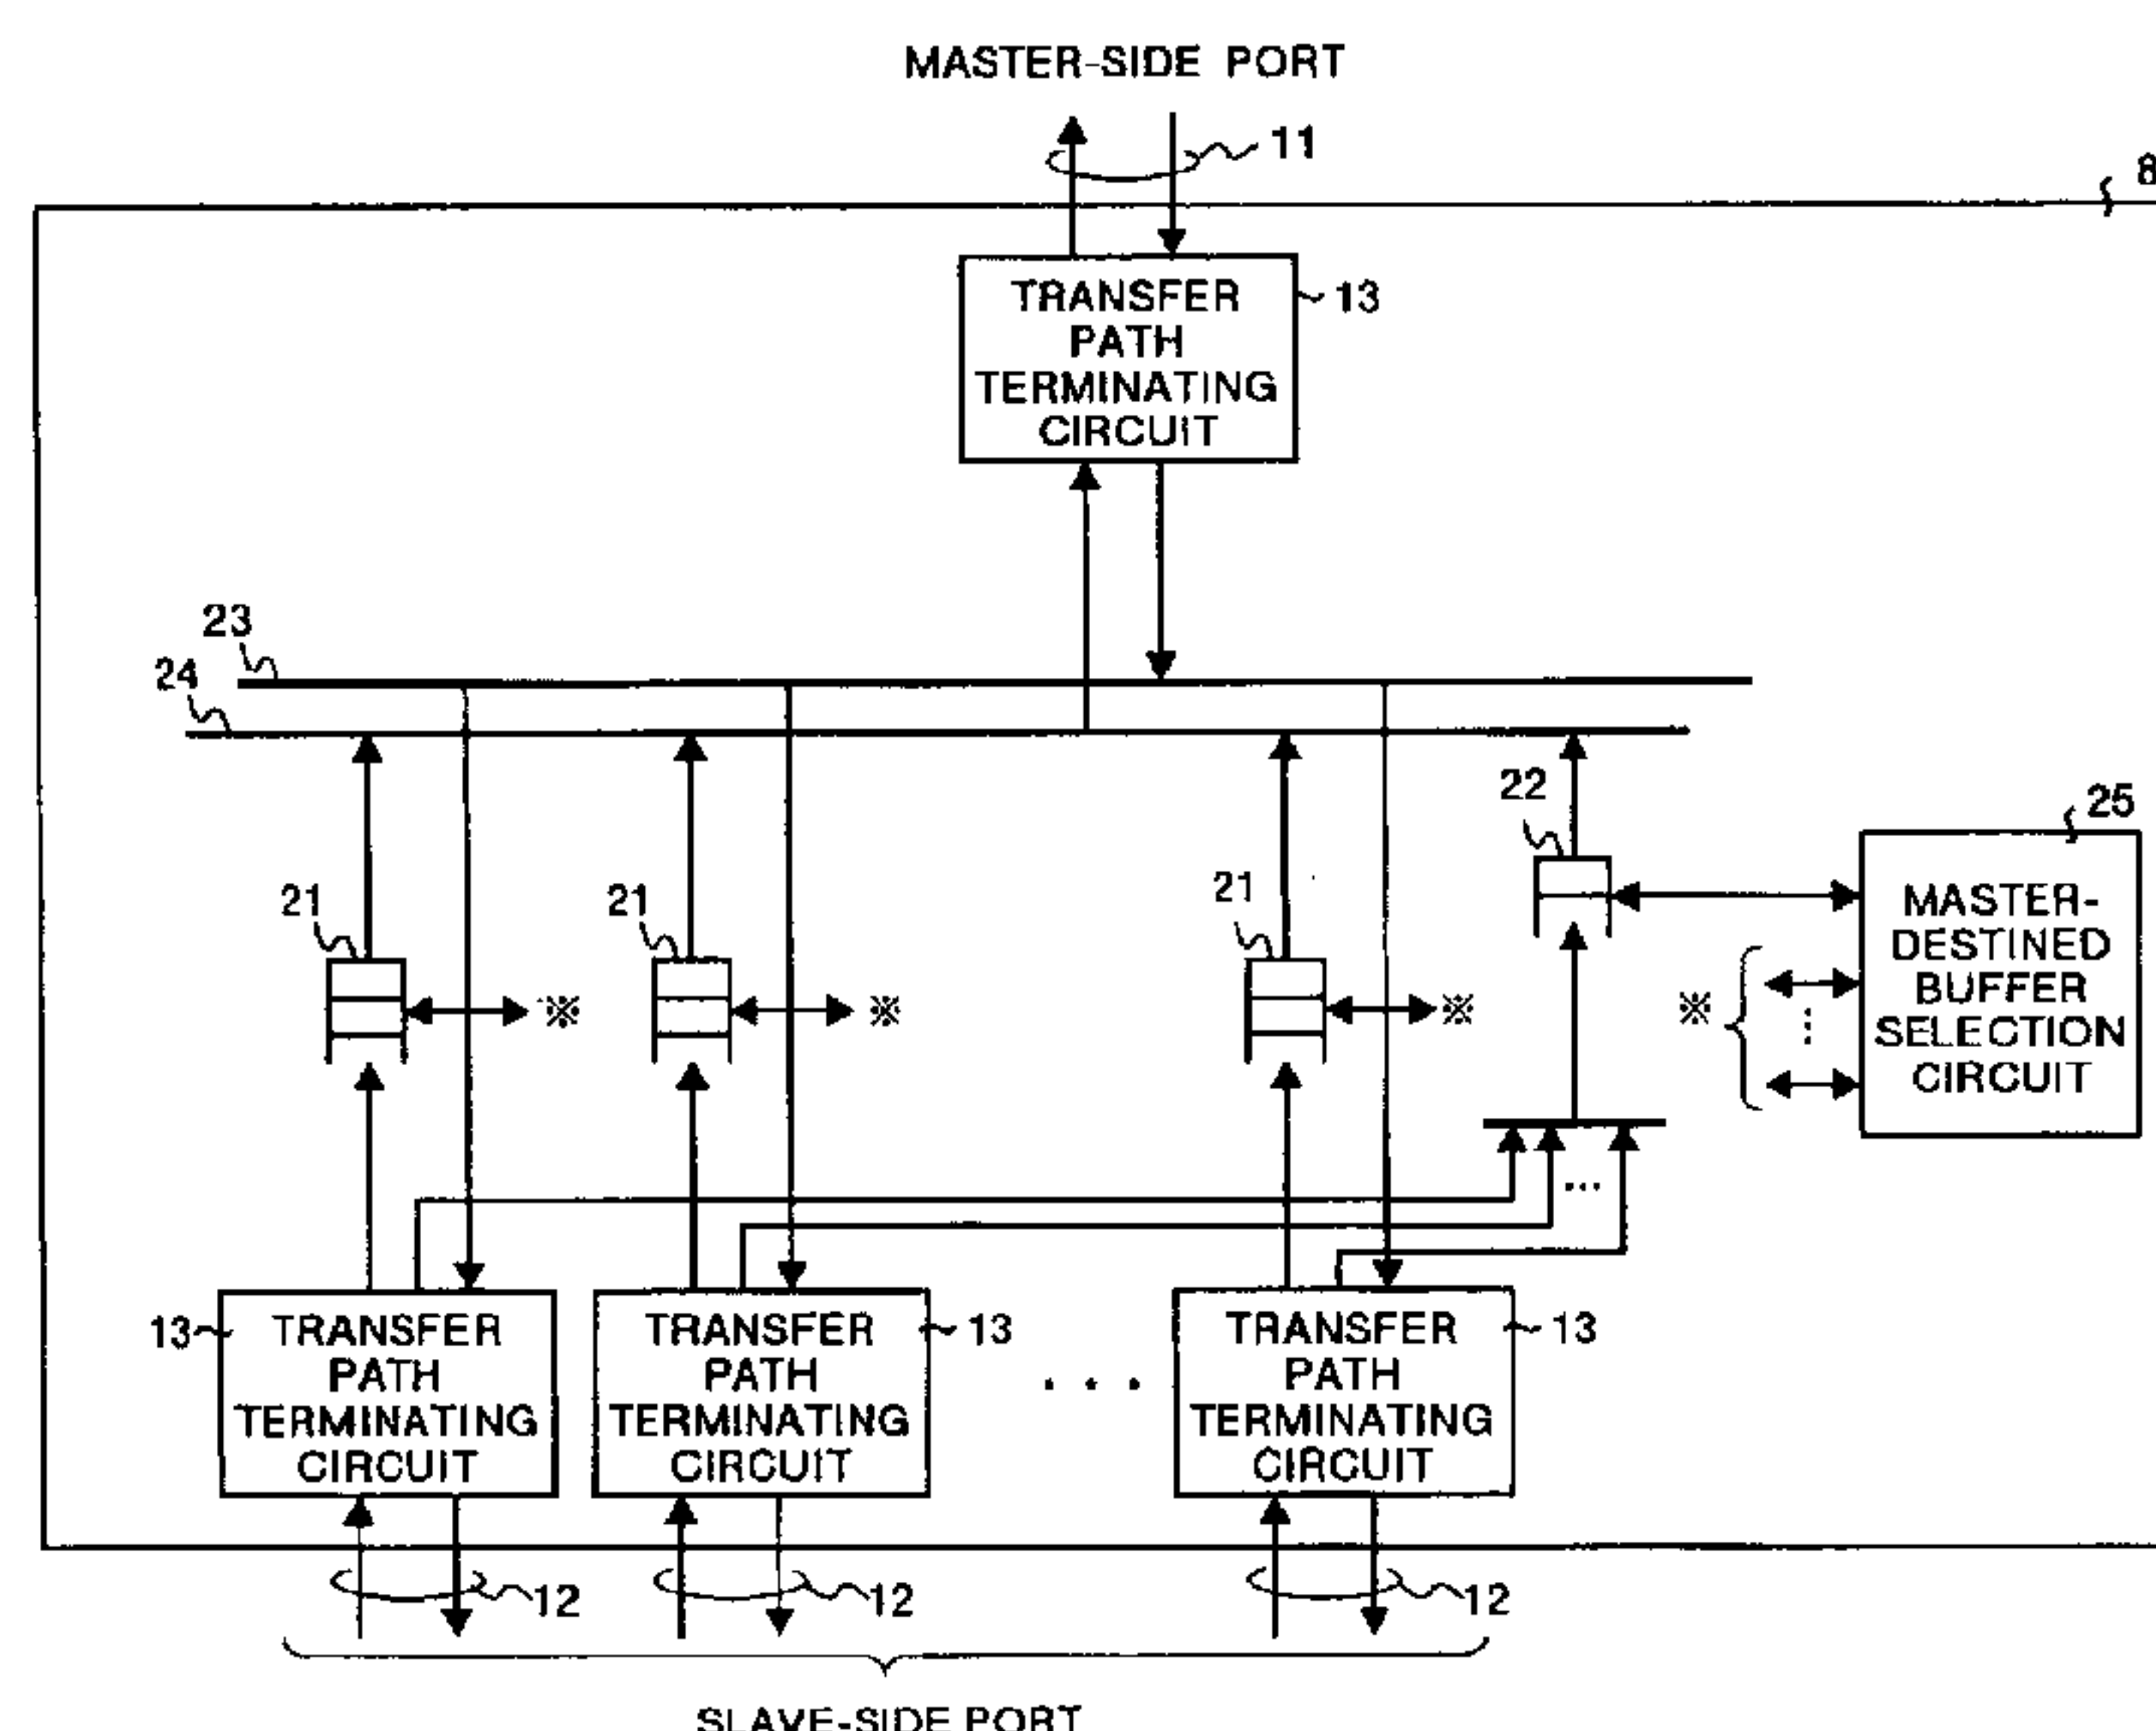 MASTER-SIDE PORT
11
8
TRANSFER
PATH
TERMINATING
CIRCUIT
13
23
24
22
25
21
21
21
MASTER-
DESTINED
BUFFER
SELECTION
CIRCUIT
※
※
※
※
...
13
TRANSFER
PATH
TERMINATING
CIRCUIT
TRANSFER
PATH
TERMINATING
CIRCUIT
13
...
TRANSFER
PATH
TERMINATING
CIRCUIT
13
12
12
12
SLAVE-SIDE PORT